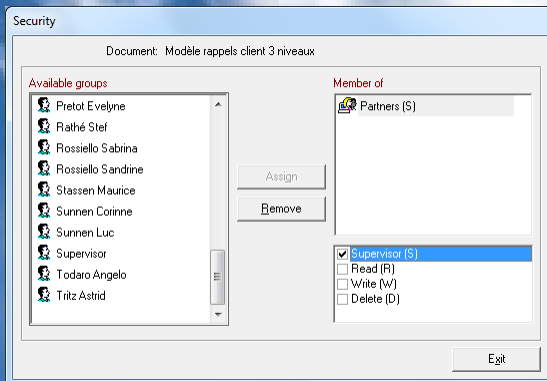 Security
Document: Modèle rappels client 3 niveaux
Available groups
Pretot Evelyne
Rathé Stef
Rossiello Sabrina
Rossiello Sandrine
Stassen Maurice
Sunnen Corinne
Sunnen Luc
Supervisor
Todaro Angelo
Tritz Astrid
Assign
Remove
Member of
Partners (S)
Supervisor (S)
Read (R)
Write (W)
Delete (D)
Exit